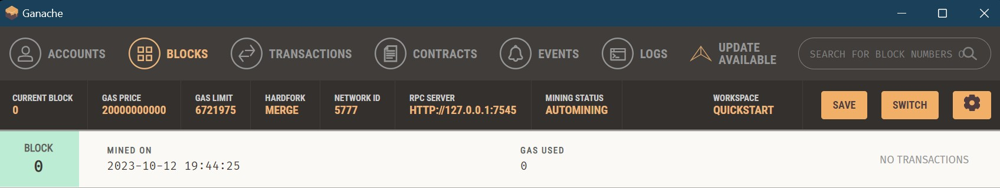 Ganache
ACCOUNTS BLOCKS TRANSACTIONS CONTRACTS EVENTS LOGS UPDATE AVAILABLE SEARCH FOR BLOCK NUMBERS O
CURRENT BLOCK
0
GAS PRICE
20000000000
GAS LIMIT
6721975
HARDFORK
MERGE
NETWORK ID
5777
RPC SERVER
HTTP://127.0.0.1:7545
MINING STATUS
AUTOMINING
WORKSPACE
QUICKSTART
SAVE
SWITCH
BLOCK
0
MINED ON
2023-10-12 19:44:25
GAS USED
0
NO TRANSACTIONS